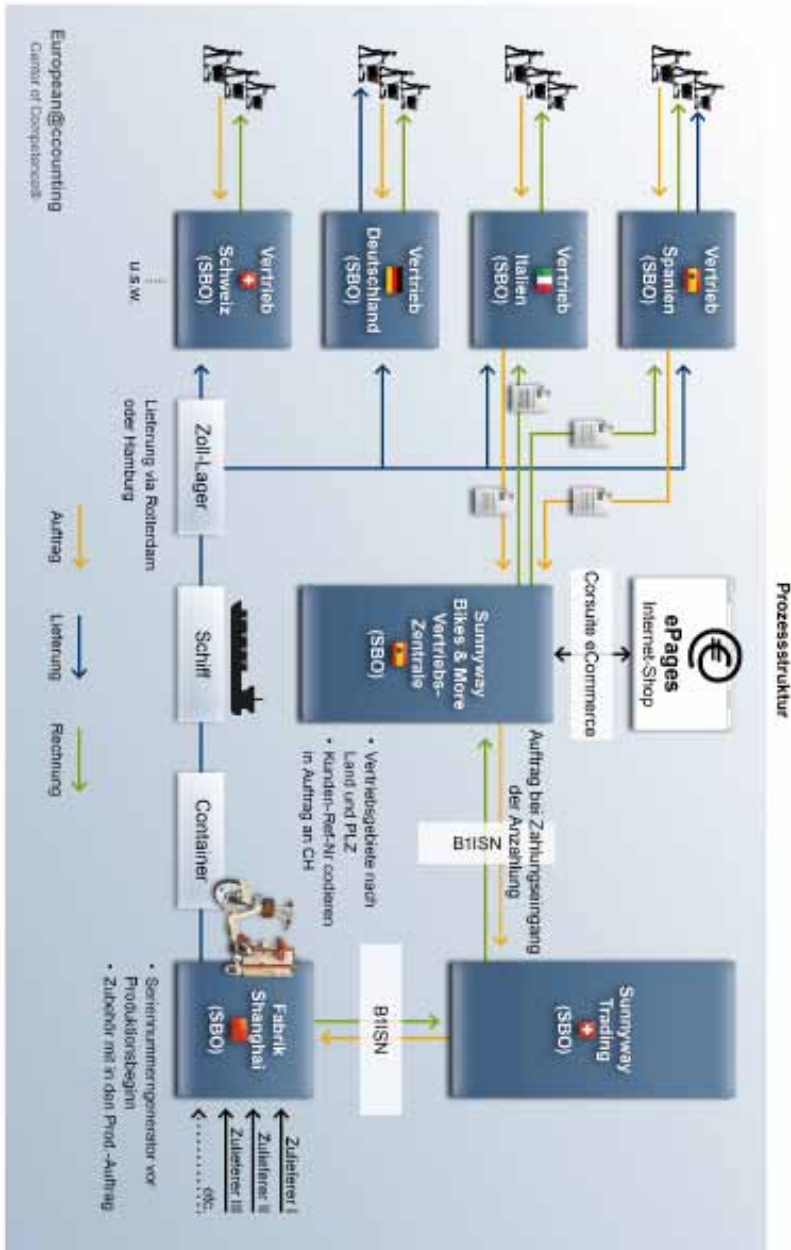 Prozessstruktur
Vertrieb
Spanien
(SBO)
Vertrieb
Italien
(SBO)
Vertrieb
Deutschland
(SBO)
Vertrieb
Schweiz
(SBO)
u.s.w.
ePages
Internet-Shop
Corsuite eCommerce
Sunnyway
Bikes & More
Vertriebs-
Zentrale
(SBO)
Auftrag bei Zahlungseingang
der Anzahlung
B1ISN
• Vertriebsgebiete nach
Land und PLZ
• Kunden-Ref-Nr codieren
in Auftrag an CH
Sunnyway
Trading
(SBO)
B1ISN
Zoll-Lager
Schiff
Container
Fabrik
Shanghai
(SBO)
Zulieferer I
Zulieferer II
Zulieferer III
etc.
Lieferung via Rotterdam
oder Hamburg
• Seriennummerngenerator vor
Produktionsbeginn
• Zubehör mit in den Prod.-Auftrag
Auftrag
Lieferung
Rechnung
European@ccounting
Center of Competence®